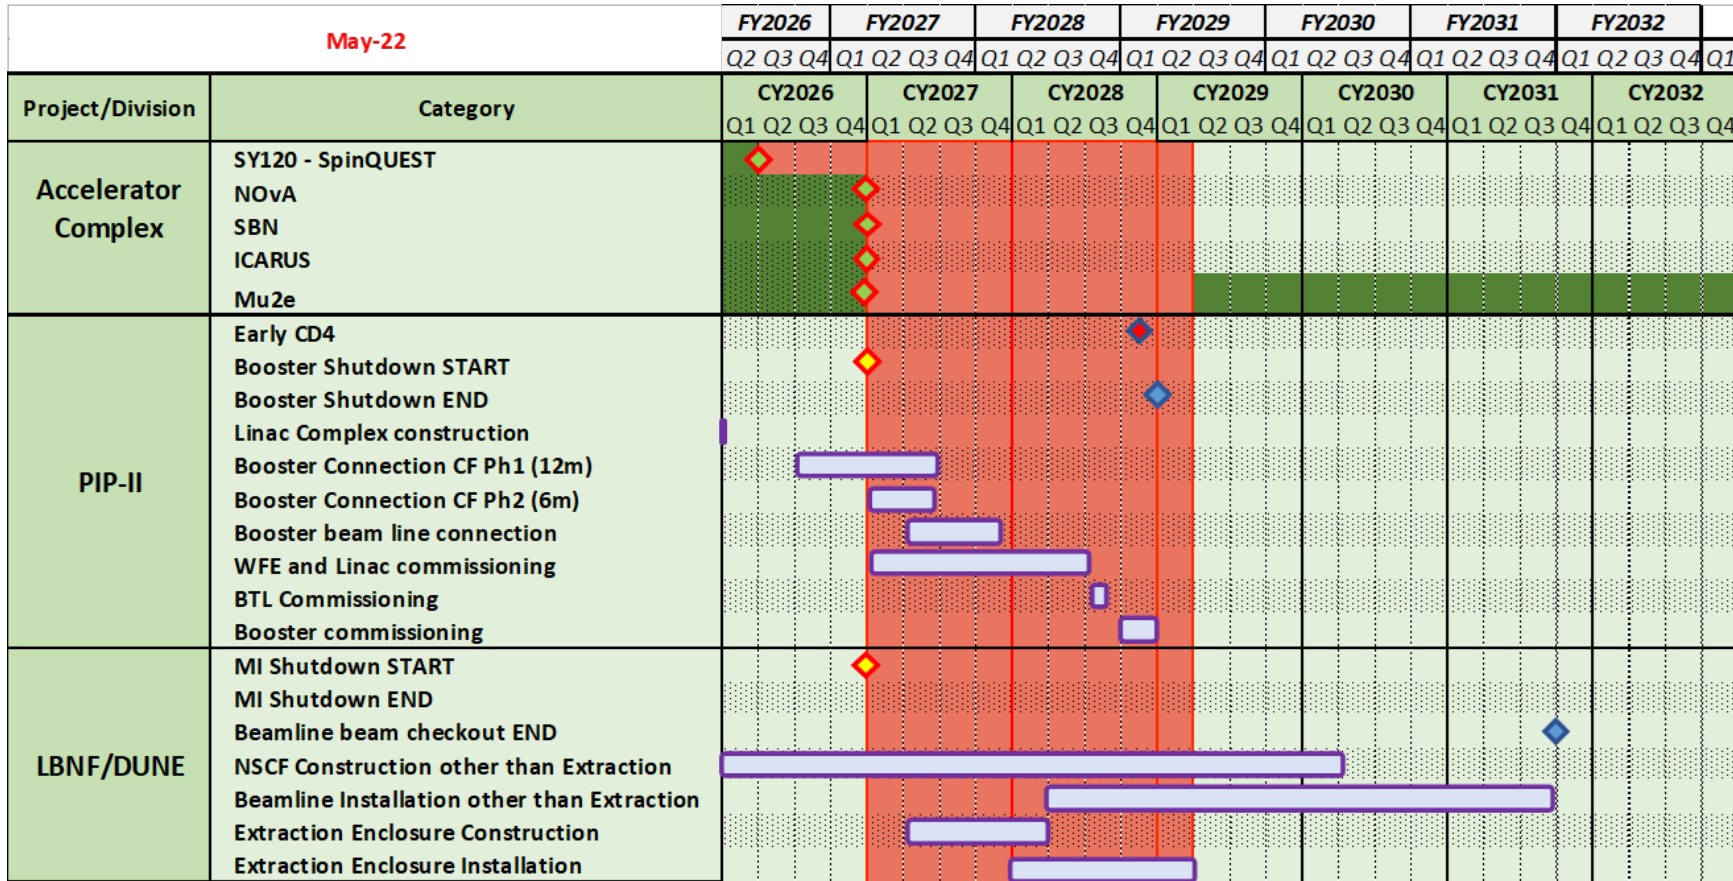 FY2026 FY2027 FY2028 FY2029 FY2030 FY2031 FY2032
May-22
Q2 Q3 Q4 Q1 Q2 Q3 Q4 Q1 Q2 Q3 Q4 Q1 Q2 Q3 Q4 Q1 Q2 Q3 Q4 Q1 Q2 Q3 Q4 Q1 Q2 Q3 Q4 Q1
Project/Division Category CY2026 CY2027 CY2028 CY2029 CY2030 CY2031 CY2032
Q1 Q2 Q3 Q4 Q1 Q2 Q3 Q4 Q1 Q2 Q3 Q4 Q1 Q2 Q3 Q4 Q1 Q2 Q3 Q4 Q1 Q2 Q3 Q4 Q1 Q2 Q3 Q4
Accelerator
Complex
SY120 - SpinQUEST
NOvA
SBN
ICARUS
Mu2e
PIP-II
Early CD4
Booster Shutdown START
Booster Shutdown END
Linac Complex construction
Booster Connection CF Ph1 (12m)
Booster Connection CF Ph2 (6m)
Booster beam line connection
WFE and Linac commissioning
BTL Commissioning
Booster commissioning
LBNF/DUNE
MI Shutdown START
MI Shutdown END
Beamline beam checkout END
NSCF Construction other than Extraction
Beamline Installation other than Extraction
Extraction Enclosure Construction
Extraction Enclosure Installation